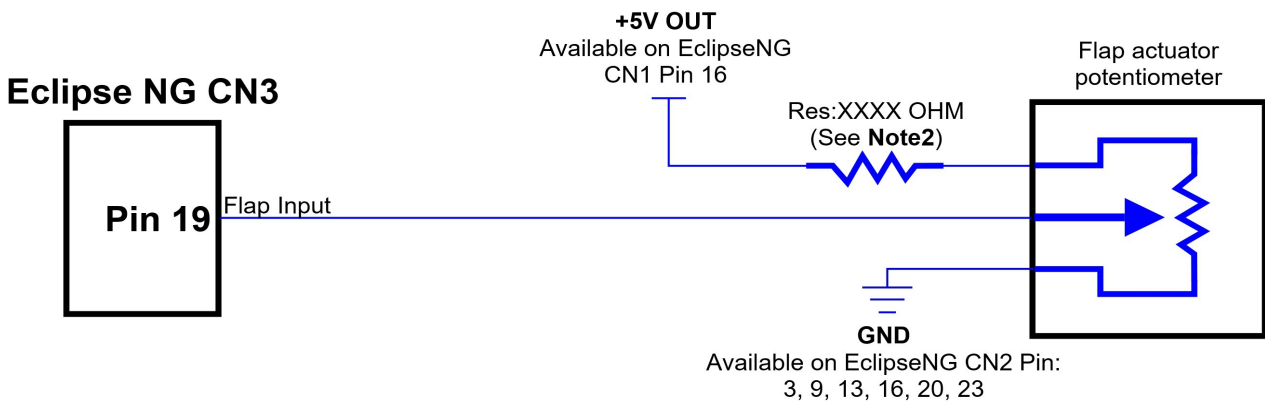 +5V OUT
Available on EclipseNG
CN1 Pin 16
Flap actuator
potentiometer
Eclipse NG CN3
Res:XXXX OHM
(See Note2)
Pin 19
Flap Input
GND
Available on EclipseNG CN2 Pin:
3, 9, 13, 16, 20, 23